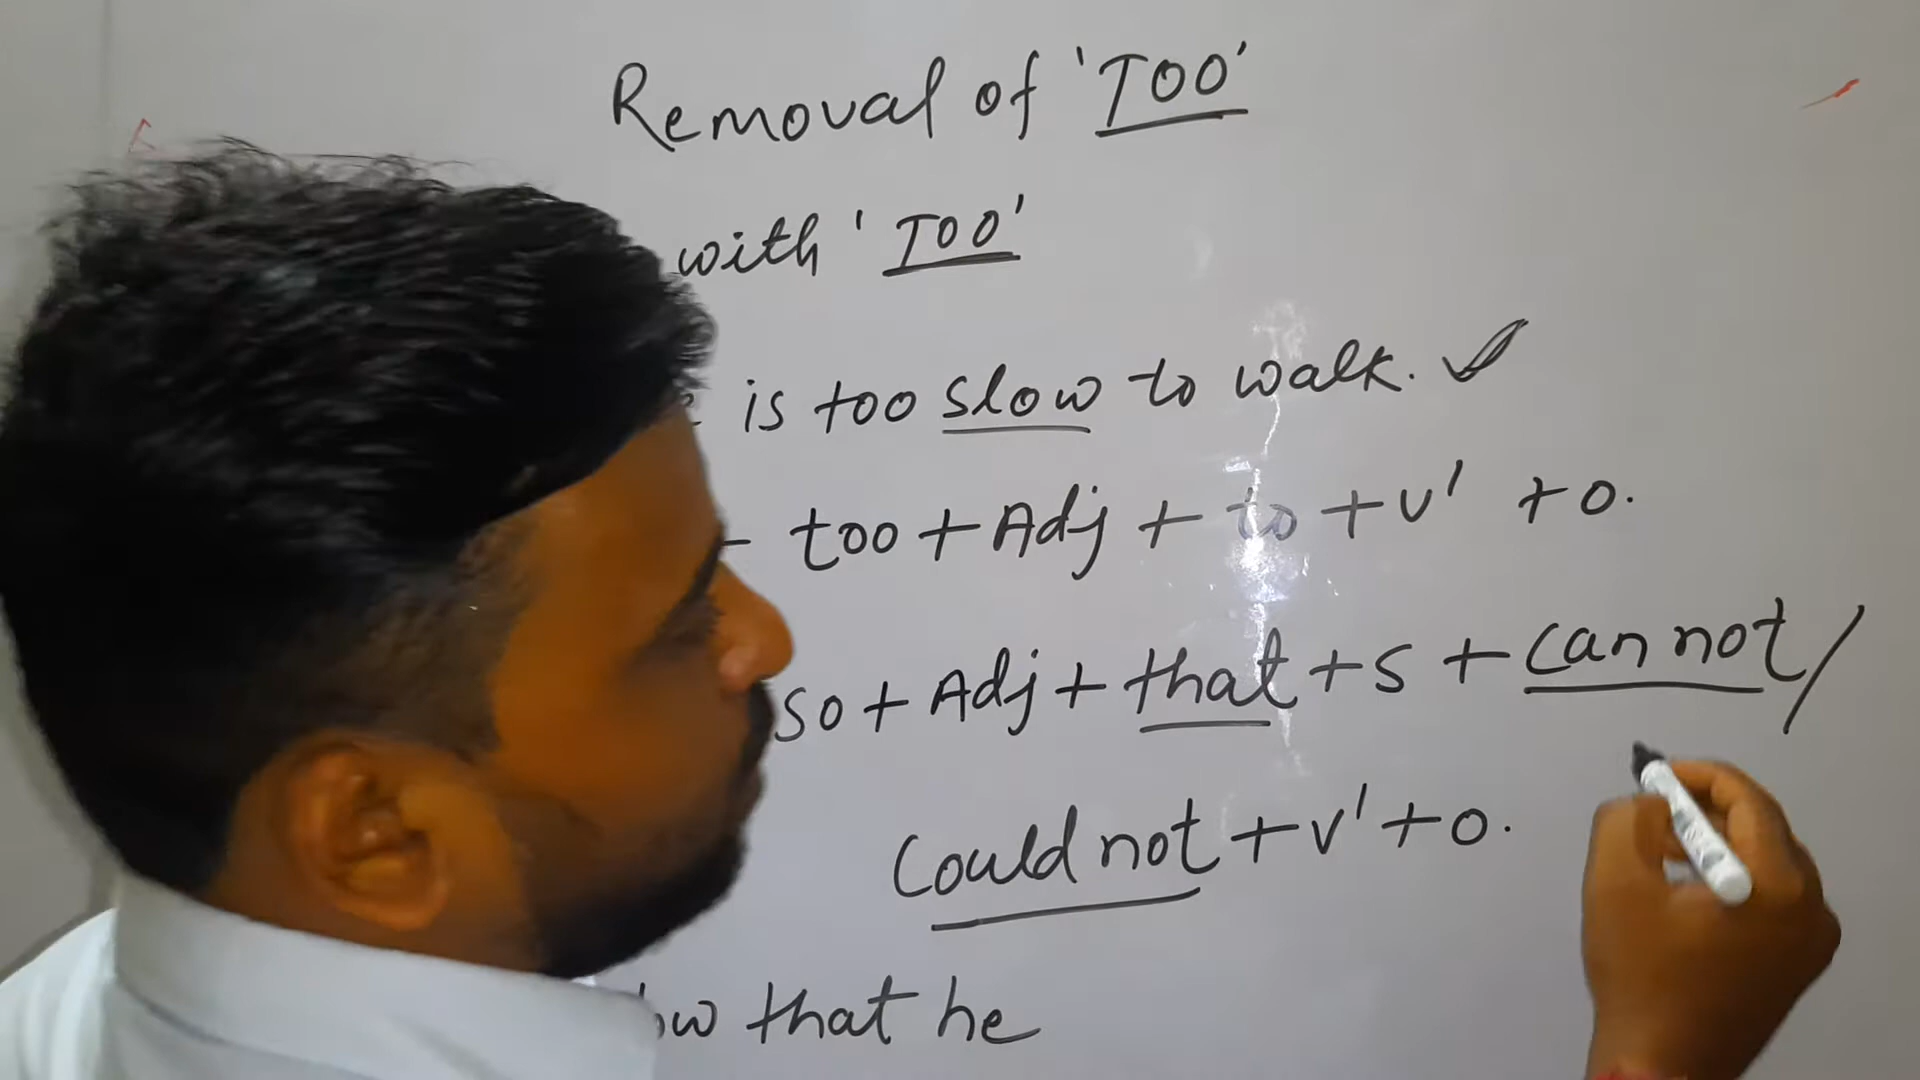 Removal of 'TOO'
with 'TOO'
is too slow to walk.
too + Adj + to + V' + O.
so + Adj + that + S + can not /
Could not + V' + O.
that he